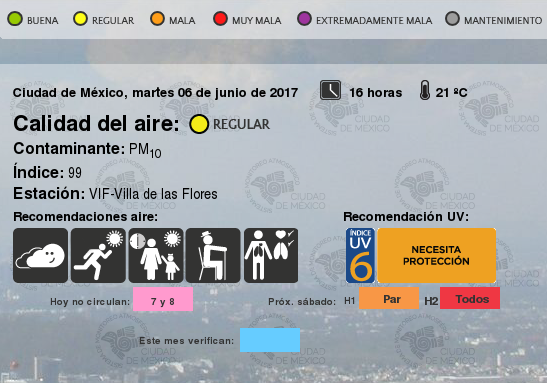 BUENA REGULAR MALA MUY MALA EXTREMADAMENTE MALA MANTENIMIENTO
Ciudad de México, martes 06 de junio de 2017 16 horas 21 ºC
Calidad del aire: REGULAR
Contaminante: PM10
Índice: 99
Estación: VIF-Villa de las Flores
Recomendaciones aire: Recomendación UV:
ÍNDICE UV 6 NECESITA PROTECCIÓN
Hoy no circulan: 7 y 8 Próx. sábado: H1 Par H2 Todos
Este mes verifican:
CIUDAD DE MÉXICO